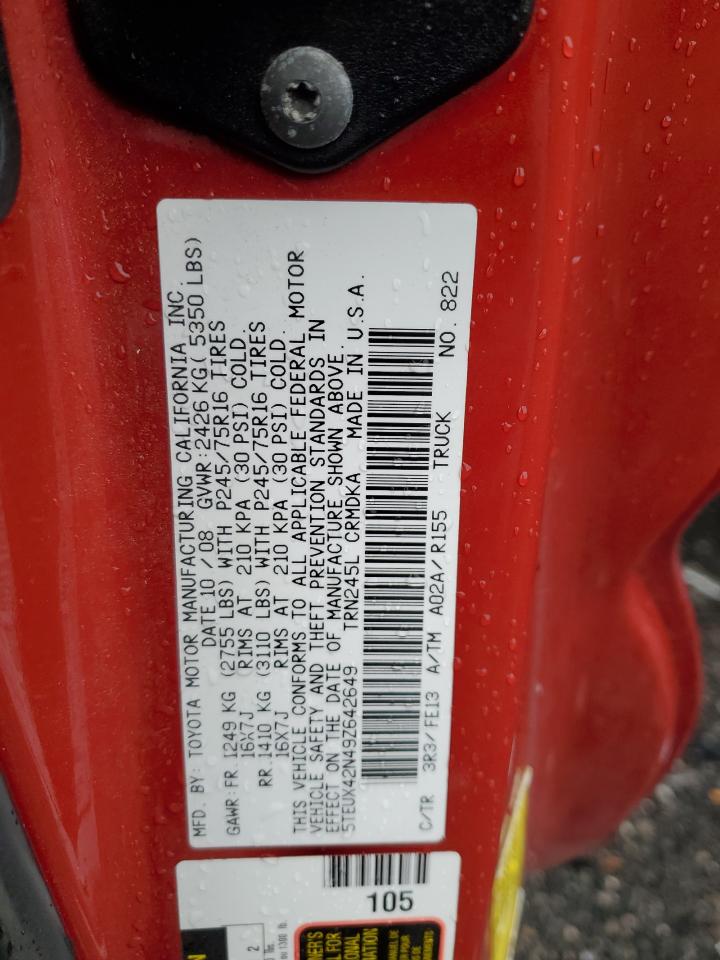 MFD. BY: TOYOTA MOTOR MANUFACTURING CALIFORNIA INC.
DATE 10 / 08 GVWR: 2426 KG( 5350 LBS)
GAWR: FR. 1249 KG (2755 LBS) WITH P245/75R16 TIRES
16X7J RIMS AT 210 KPA (30 PSI) COLD.
RR. 1410 KG (3110 LBS) WITH P245/75R16 TIRES
16X7J RIMS AT 210 KPA (30 PSI) COLD.
THIS VEHICLE CONFORMS TO ALL APPLICABLE FEDERAL MOTOR
VEHICLE SAFETY AND THEFT PREVENTION STANDARDS IN
EFFECT ON THE DATE OF MANUFACTURE SHOWN ABOVE.
5TEUX42N49Z642649 TRN245L CRMDKA MADE IN U.S.A.
C/TR 3R3/FE13 A/TM A02A/R155 TRUCK NO. 822
105
2